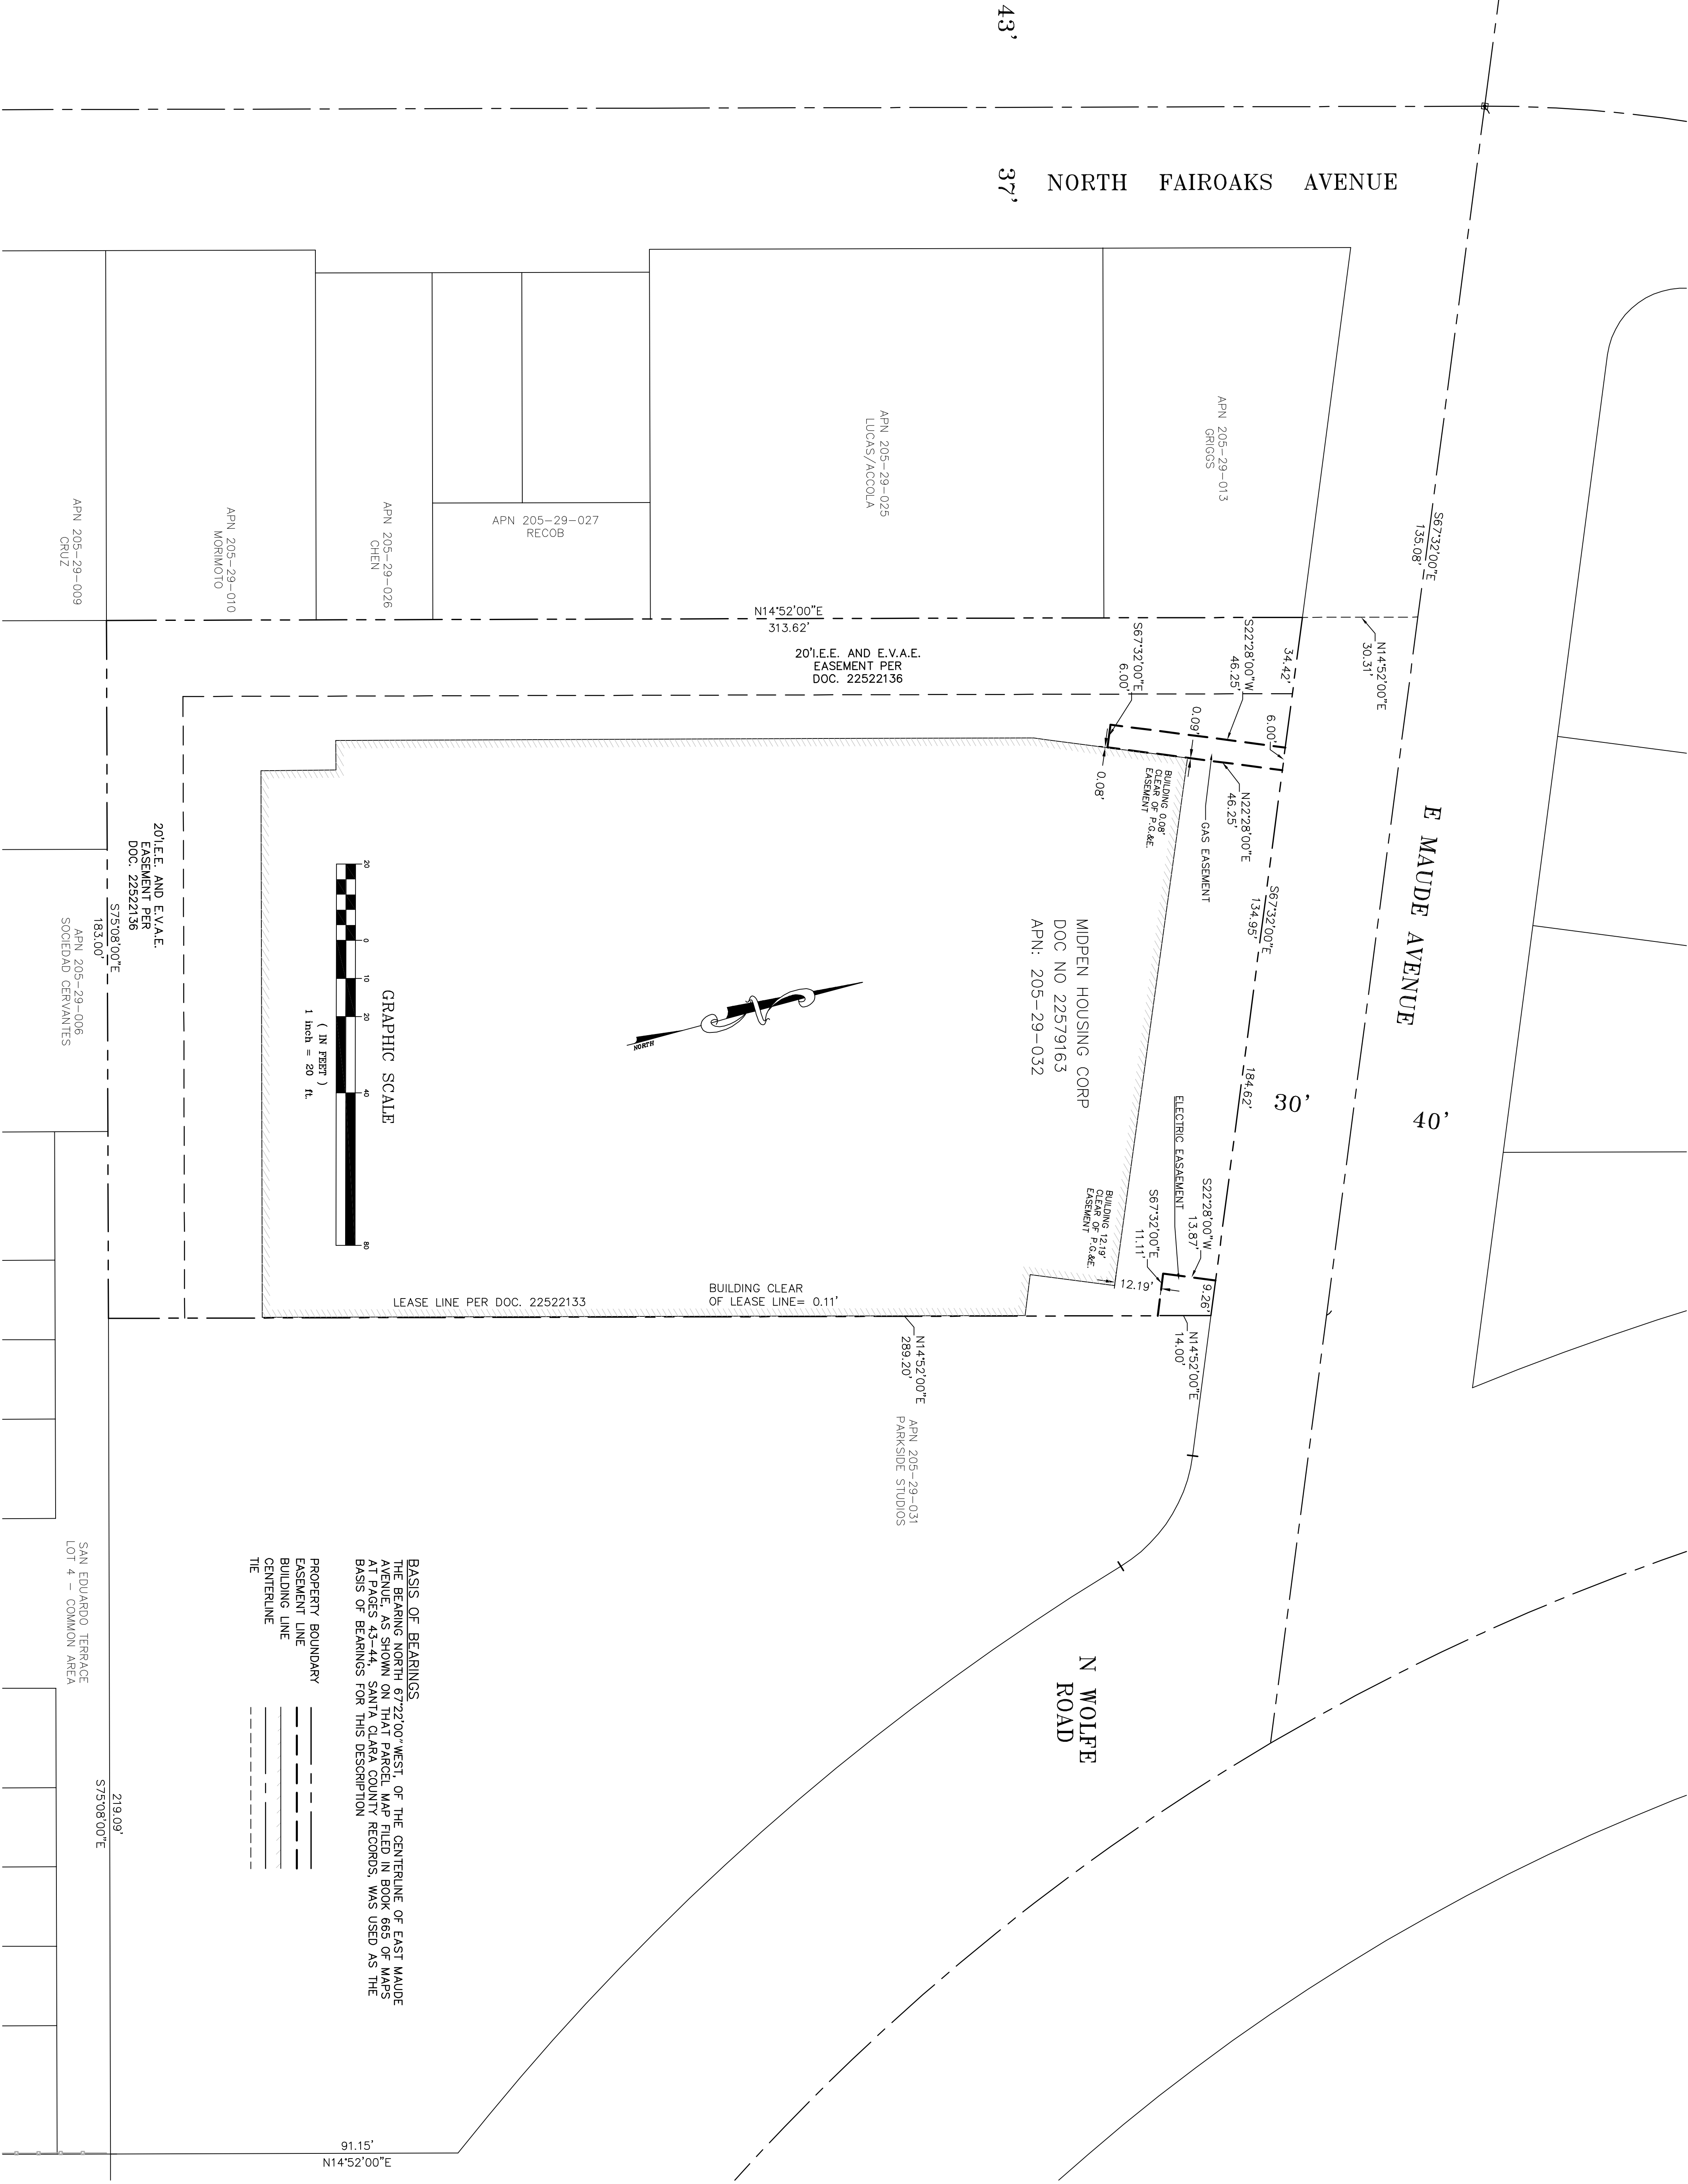 43'
37'
NORTH FAIROAKS AVENUE
E MAUDE AVENUE
30'
40'
N WOLFE
ROAD
S67°32'00"E
135.08'
N14°52'00"E
30.31'
34.42'
6.00'
S22°28'00"W
46.25'
S67°32'00"E
6.00'
0.09'
0.08'
N22°28'00"E
46.25'
BUILDING 0.08'
CLEAR OF P.G.&E.
EASEMENT
GAS EASEMENT
S67°32'00"E
134.95'
184.62'
ELECTRIC EASAEMENT
S22°28'00"W
13.87'
S67°32'00"E
11.11'
9.26'
12.19'
BUILDING 12.19'
CLEAR OF P.G.&E.
EASEMENT
N14°52'00"E
14.00'
N14°52'00"E
289.20'
APN 205-29-013
GRIGGS
APN 205-29-025
LUCAS/ACCOLA
APN 205-29-027
RECOB
APN 205-29-026
CHEN
APN 205-29-010
MORIMOTO
APN 205-29-009
CRUZ
N14°52'00"E
313.62'
20'I.E.E. AND E.V.A.E.
EASEMENT PER
DOC. 22522136
MIDPEN HOUSING CORP
DOC NO 22579163
APN: 205-29-032
NORTH
GRAPHIC SCALE
20
0
10
20
40
80
( IN FEET )
1 inch = 20 ft.
20'I.E.E. AND E.V.A.E.
EASEMENT PER
DOC. 22522136
S75°08'00"E
183.00'
APN 205-29-006
SOCIEDAD CERVANTES
LEASE LINE PER DOC. 22522133
BUILDING CLEAR
OF LEASE LINE= 0.11'
APN 205-29-031
PARKSIDE STUDIOS
BASIS OF BEARINGS
THE BEARING NORTH 67°22'00" WEST, OF THE CENTERLINE OF EAST MAUDE
AVENUE, AS SHOWN ON THAT PARCEL MAP FILED IN BOOK 665 OF MAPS
AT PAGES 43-44, SANTA CLARA COUNTY RECORDS, WAS USED AS THE
BASIS OF BEARINGS FOR THIS DESCRIPTION
PROPERTY BOUNDARY
EASEMENT LINE
BUILDING LINE
CENTERLINE
TIE
SAN EDUARDO TERRACE
LOT 4 - COMMON AREA
219.09'
S75°08'00"E
91.15'
N14°52'00"E